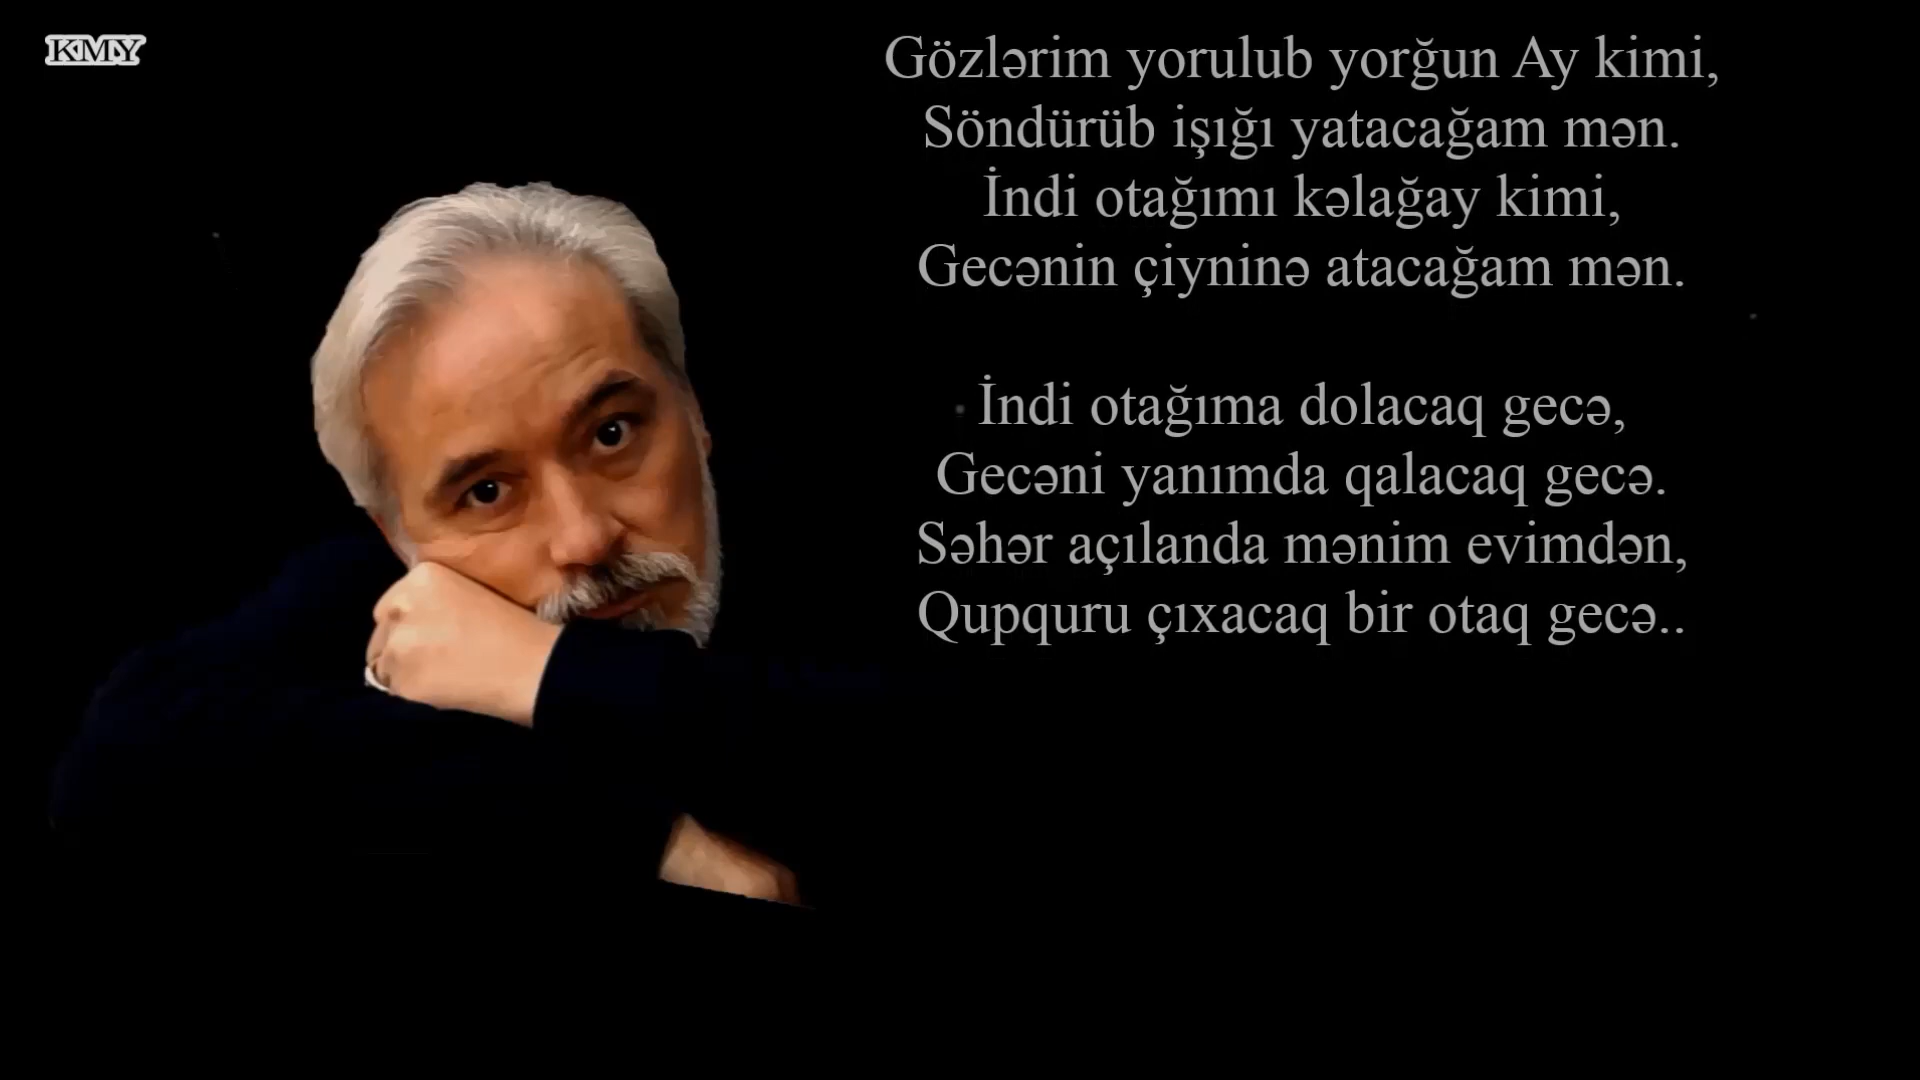 KMY
Gözlərim yorulub yorğun Ay kimi,
Söndürüb işığı yatacağam mən.
İndi otağımı kəlağay kimi,
Gecənin çiyninə atacağam mən.
İndi otağıma dolacaq gecə,
Gecəni yanımda qalacaq gecə.
Səhər açılanda mənim evimdən,
Qupquru çıxacaq bir otaq gecə..